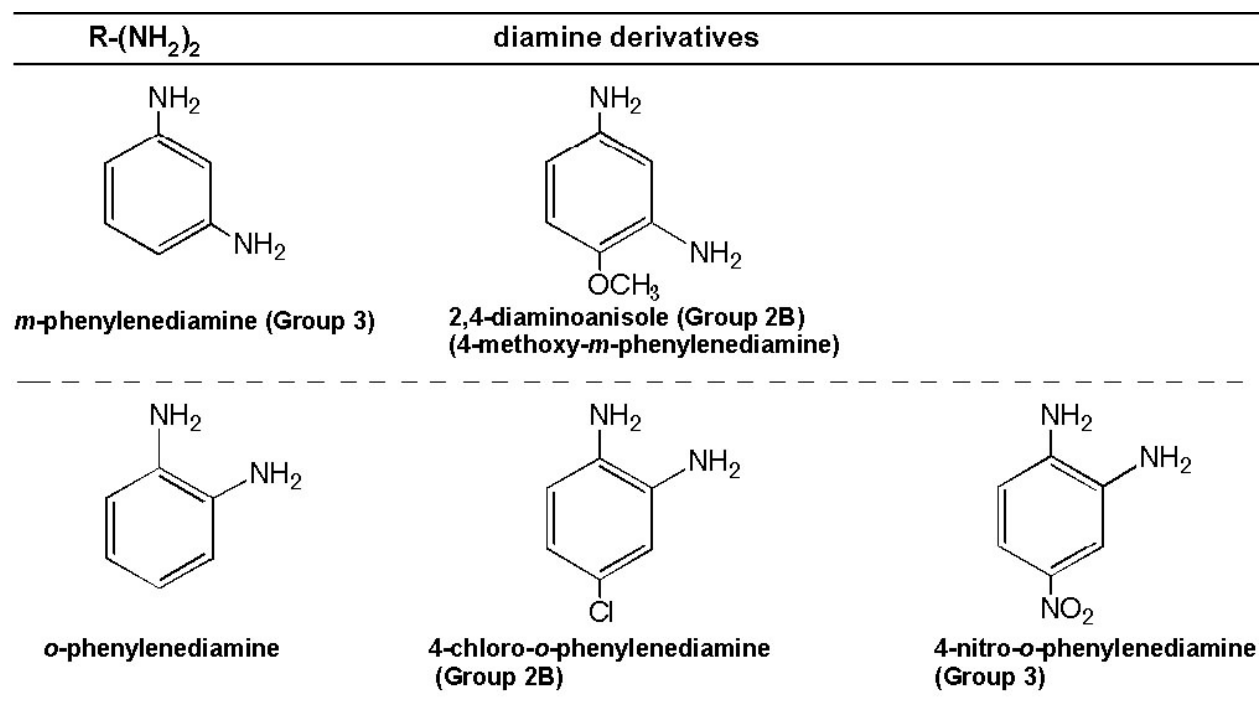 R-(NH2)2 diamine derivatives
NH2 NH2
NH2 NH2
OCH3
m-phenylenediamine (Group 3) 2,4-diaminoanisole (Group 2B)
(4-methoxy-m-phenylenediamine)
NH2 NH2 NH2
NH2 NH2 NH2
Cl NO2
o-phenylenediamine 4-chloro-o-phenylenediamine 4-nitro-o-phenylenediamine
(Group 2B) (Group 3)